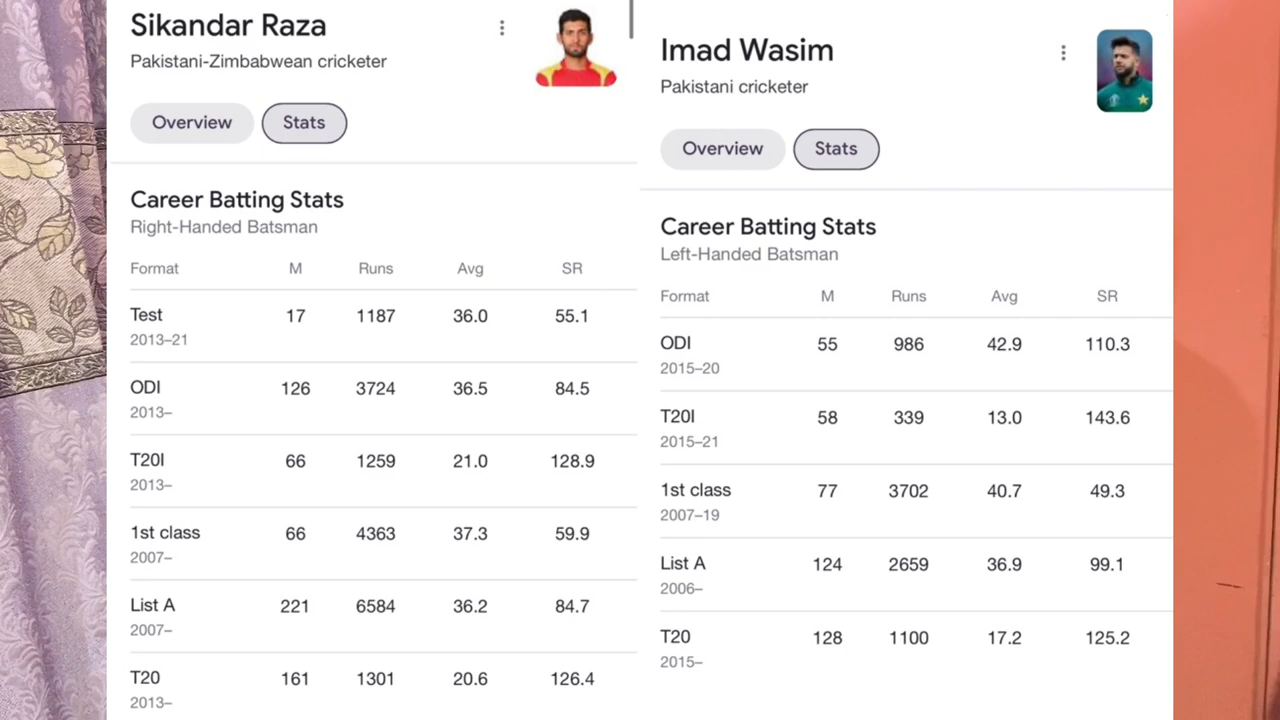 Sikandar Raza
Pakistani-Zimbabwean cricketer
Overview Stats
Career Batting Stats
Right-Handed Batsman
Format M Runs Avg SR
Test 17 1187 36.0 55.1
2013–21
ODI 126 3724 36.5 84.5
2013–
T20I 66 1259 21.0 128.9
2013–
1st class 66 4363 37.3 59.9
2007–
List A 221 6584 36.2 84.7
2007–
T20 161 1301 20.6 126.4
2013–
Imad Wasim
Pakistani cricketer
Overview Stats
Career Batting Stats
Left-Handed Batsman
Format M Runs Avg SR
ODI 55 986 42.9 110.3
2015–20
T20I 58 339 13.0 143.6
2015–21
1st class 77 3702 40.7 49.3
2007–19
List A 124 2659 36.9 99.1
2006–
T20 128 1100 17.2 125.2
2015–